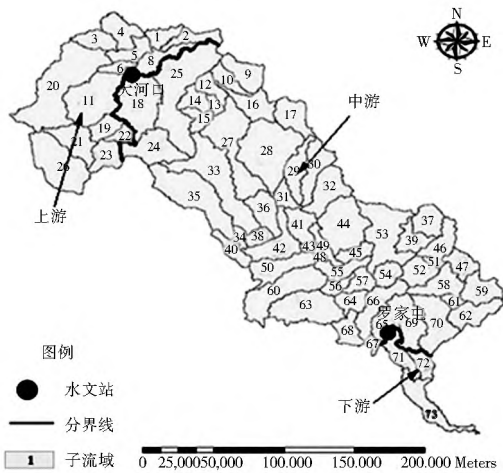 N
W E
S
4 1 2
3 5 8
6 25 9
20 大河口 12 10
11 18 14 13 16
15 17
19 22 27
21 24 28 中游
26 23 33 29 30
上游 35 31 32
36
34 38 41 44 53 37
40 42 43 49 39 46
50 48 45 51 47
55 54 52
60 56 57 58 59
63 64 66 61
罗家屯 62
68 65 69 70
67
71 72
图例
水文站
下游
分界线
73
1 子流域
0 25,000 50,000 100,000 150,000 200,000 Meters